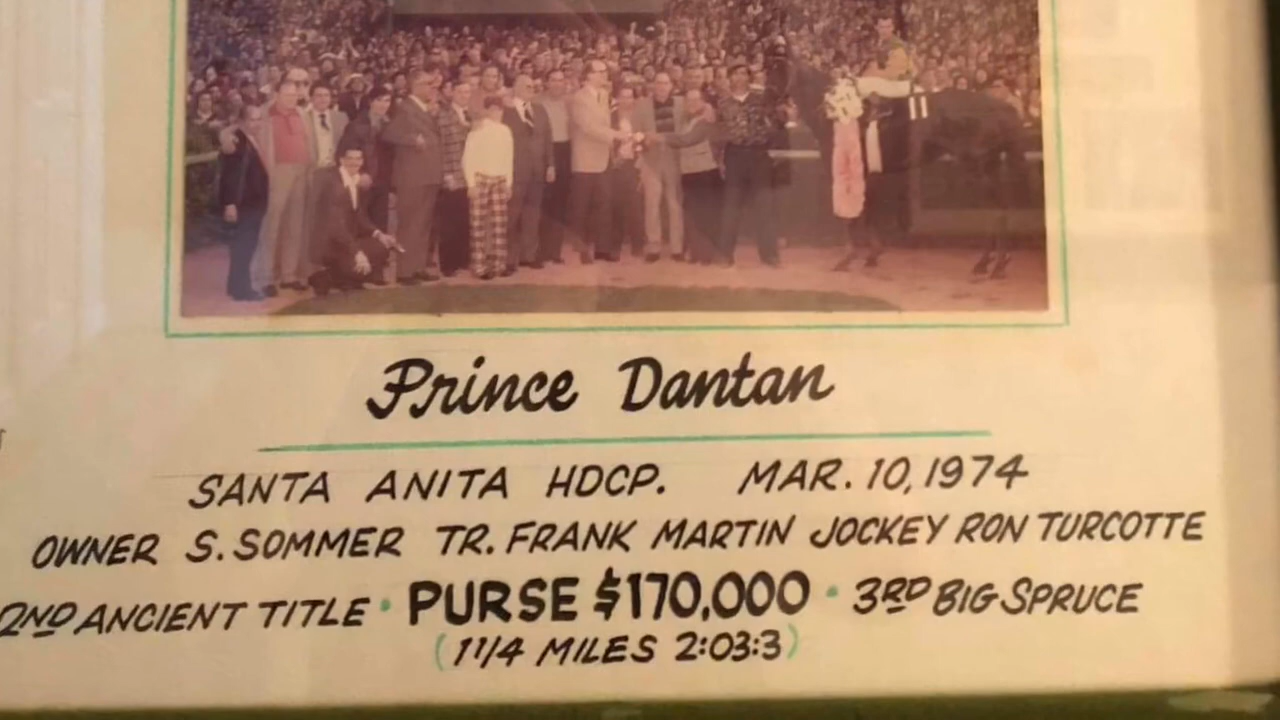 Prince Dantan
SANTA ANITA HDCP. MAR. 10, 1974
OWNER S. SOMMER TR. FRANK MARTIN JOCKEY RON TURCOTTE
2ND ANCIENT TITLE · PURSE $170,000 · 3RD BIG SPRUCE
(1 1/4 MILES 2:03:3)